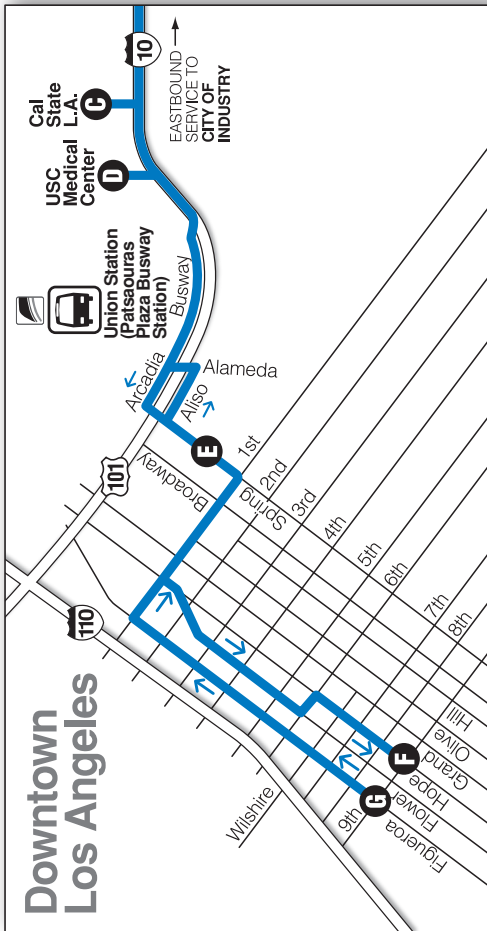 Downtown
Los Angeles
110
101
10
Cal
State
L.A.
C
USC
Medical
Center
D
EASTBOUND
SERVICE TO
CITY OF
INDUSTRY
Union Station
(Patsaouras
Plaza Busway
Station)
Busway
Arcadia
Alameda
Aliso
E
Broadway
Spring
1st
2nd
3rd
4th
5th
6th
7th
8th
9th
Wilshire
Hill
Olive
Grand
Hope
Flower
Figueroa
F
G